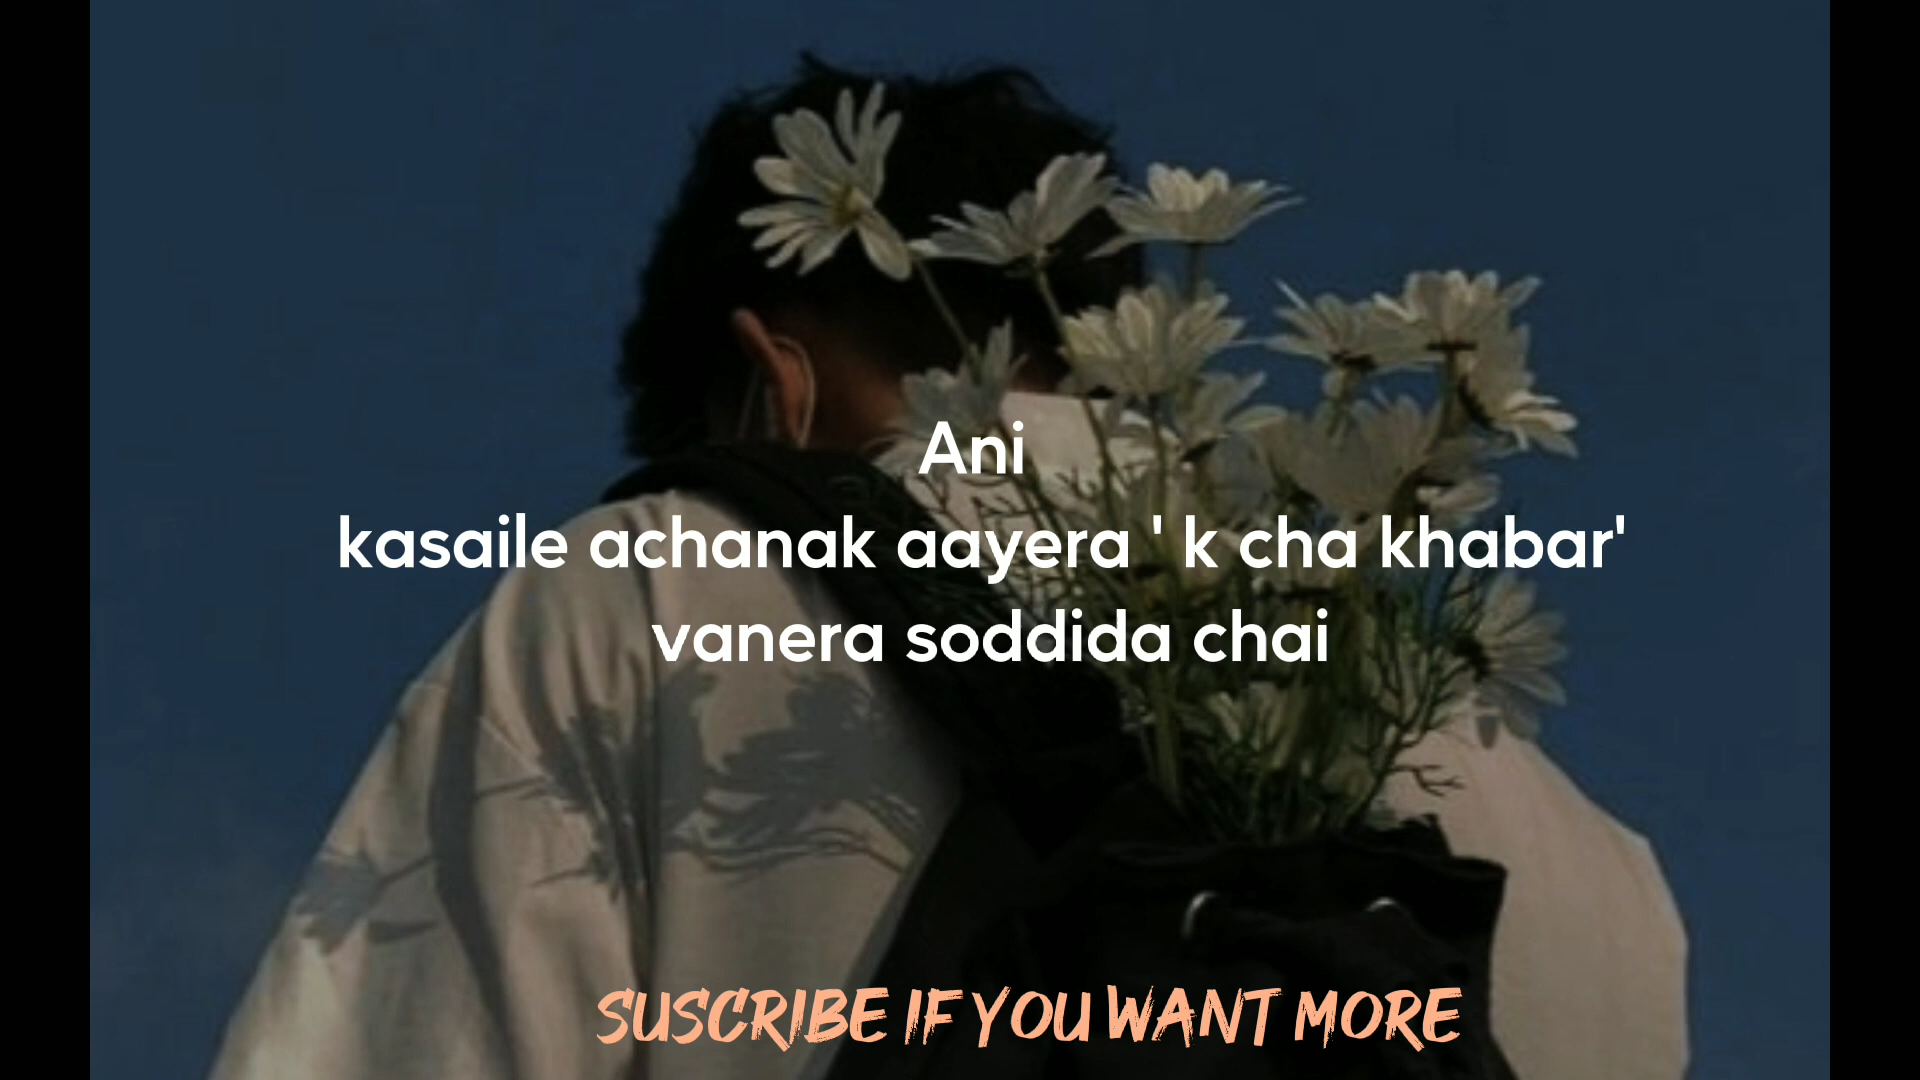 Ani
kasaile achanak aayera ' k cha khabar'
vanera soddida chai
SUSCRIBE IF YOU WANT MORE